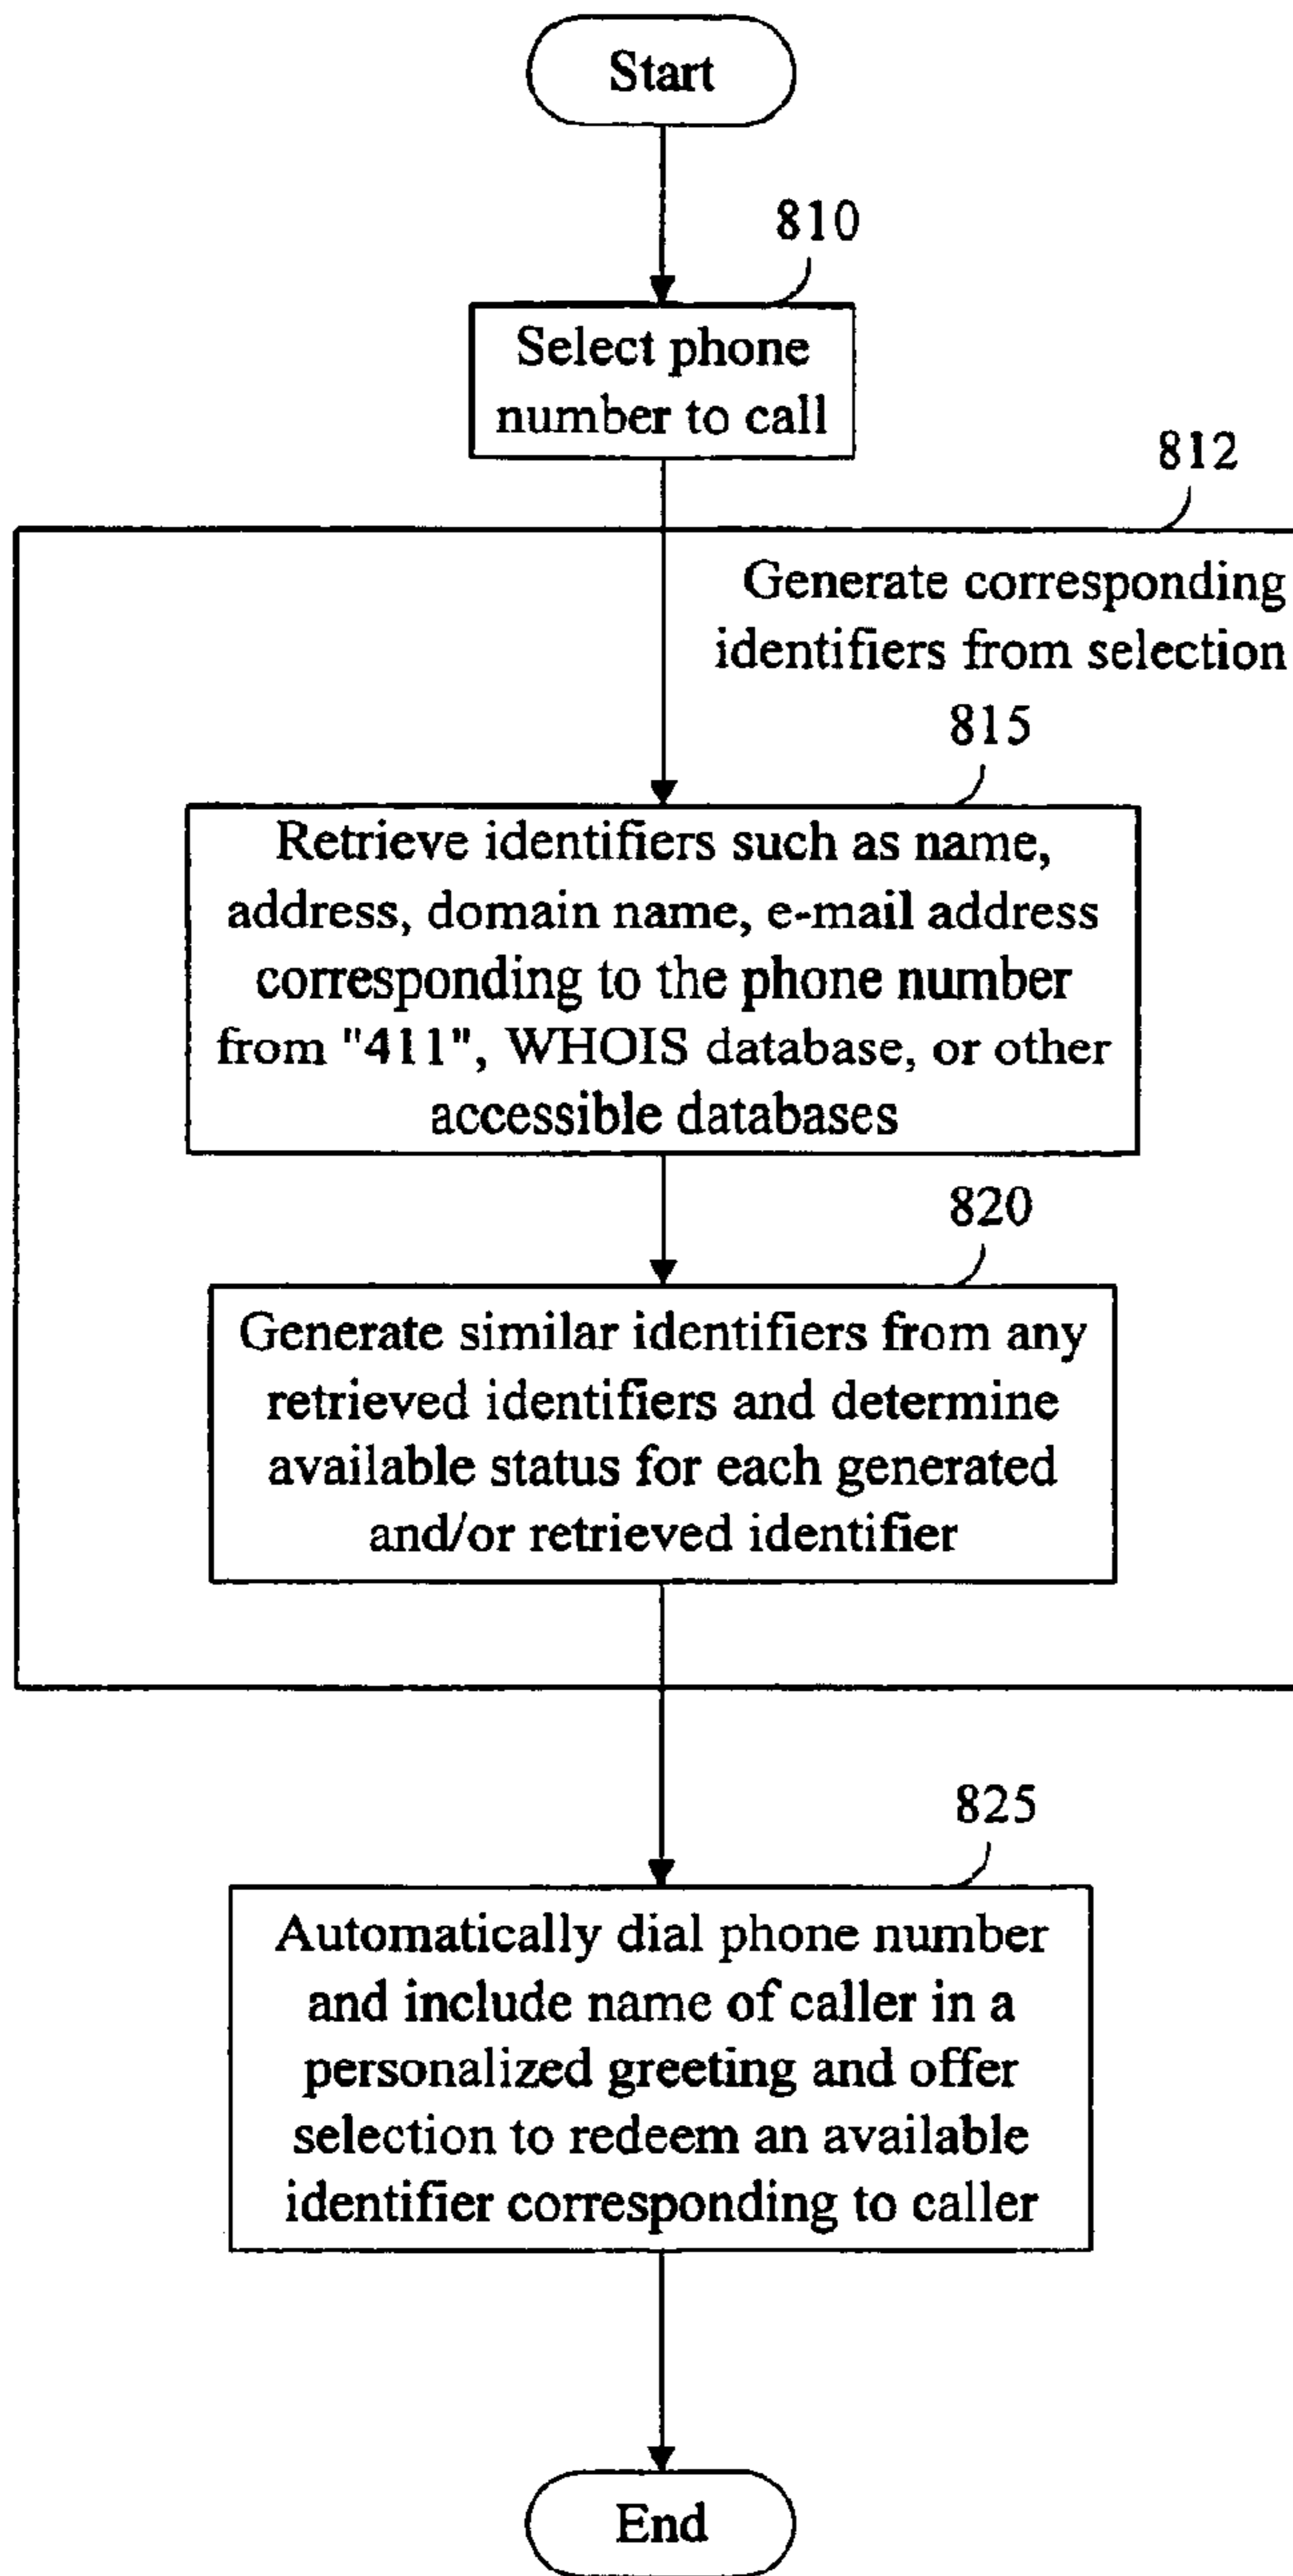 Start
810
Select phone
number to call
812
Generate corresponding
identifiers from selection
815
Retrieve identifiers such as name,
address, domain name, e-mail address
corresponding to the phone number
from "411", WHOIS database, or other
accessible databases
820
Generate similar identifiers from any
retrieved identifiers and determine
available status for each generated
and/or retrieved identifier
825
Automatically dial phone number
and include name of caller in a
personalized greeting and offer
selection to redeem an available
identifier corresponding to caller
End